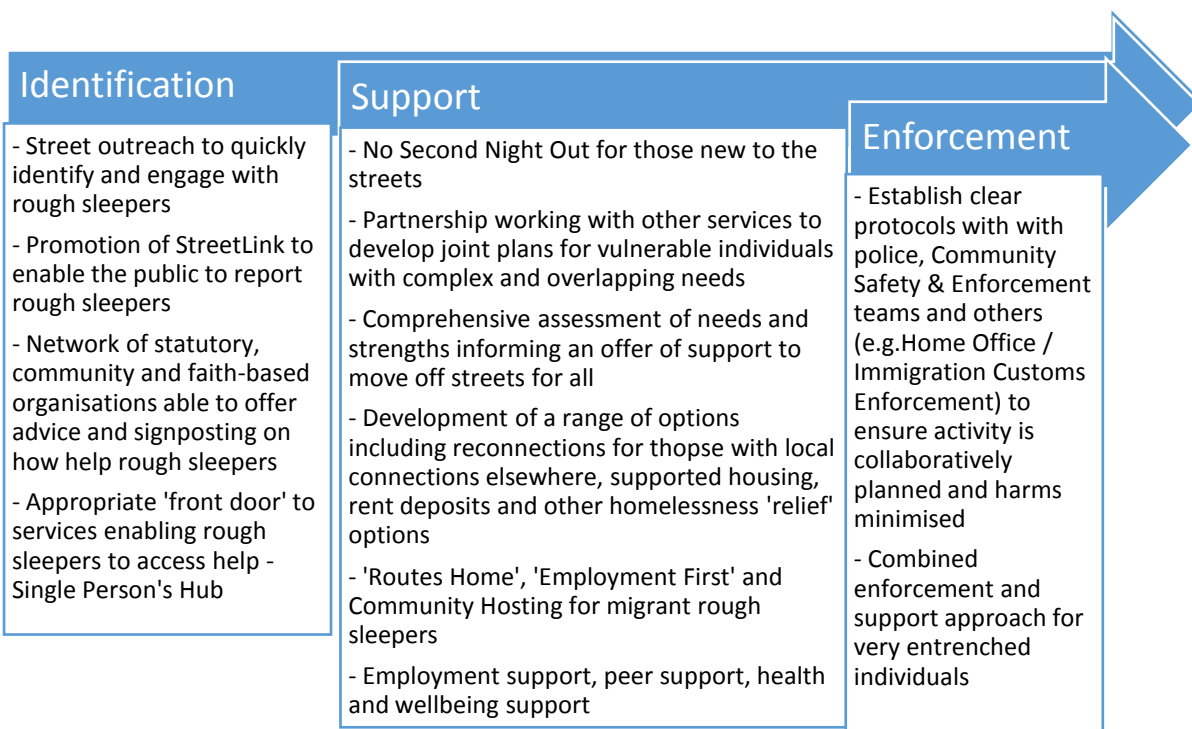 Identification
- Street outreach to quickly
identify and engage with
rough sleepers
- Promotion of StreetLink to
enable the public to report
rough sleepers
- Network of statutory,
community and faith-based
organisations able to offer
advice and signposting on
how help rough sleepers
- Appropriate 'front door' to
services enabling rough
sleepers to access help -
Single Person's Hub
Support
- No Second Night Out for those new to the
streets
- Partnership working with other services to
develop joint plans for vulnerable individuals
with complex and overlapping needs
- Comprehensive assessment of needs and
strengths informing an offer of support to
move off streets for all
- Development of a range of options
including reconnections for thopse with local
connections elsewhere, supported housing,
rent deposits and other homelessness 'relief'
options
- 'Routes Home', 'Employment First' and
Community Hosting for migrant rough
sleepers
- Employment support, peer support, health
and wellbeing support
Enforcement
- Establish clear
protocols with with
police, Community
Safety & Enforcement
teams and others
(e.g.Home Office /
Immigration Customs
Enforcement) to
ensure activity is
collaboratively
planned and harms
minimised
- Combined
enforcement and
support approach for
very entrenched
individuals